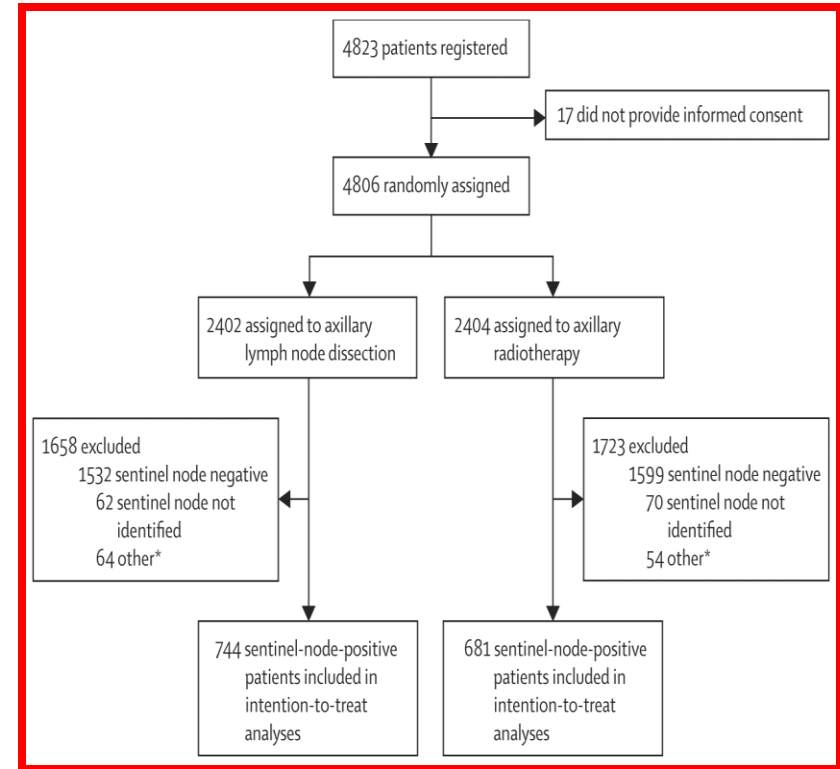 4823 patients registered
17 did not provide informed consent
4806 randomly assigned
2402 assigned to axillary
lymph node dissection
2404 assigned to axillary
radiotherapy
1658 excluded
1532 sentinel node negative
62 sentinel node not
identified
64 other*
1723 excluded
1599 sentinel node negative
70 sentinel node not
identified
54 other*
744 sentinel-node-positive
patients included in
intention-to-treat
analyses
681 sentinel-node-positive
patients included in
intention-to-treat
analyses